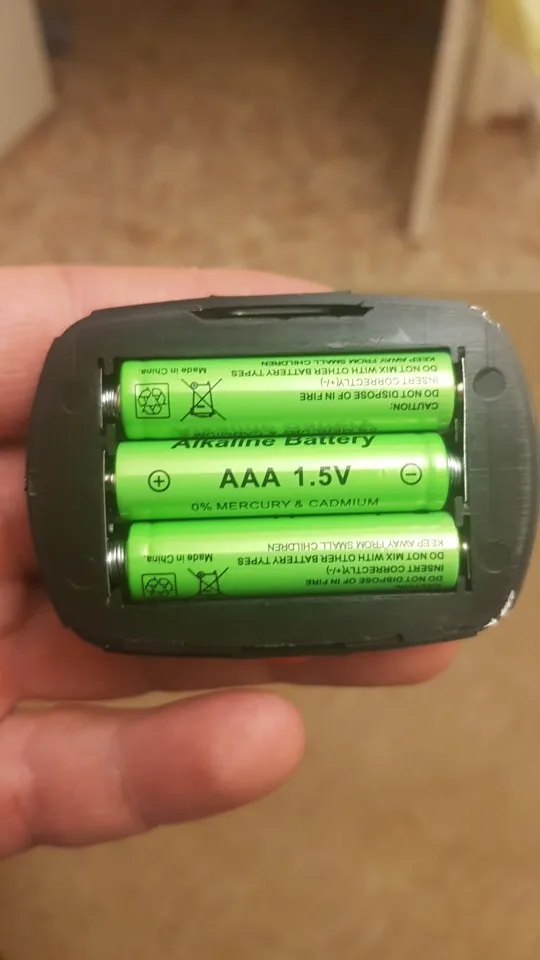 CAUTION:
DO NOT DISPOSE OF IN FIRE
INSERT CORRECTLY(+/-)
DO NOT MIX WITH OTHER BATTERY TYPES
KEEP AWAY FROM SMALL CHILDREN
Made in China
Alkaline Battery
+ AAA 1.5V -
0% MERCURY & CADMIUM
DO NOT DISPOSE OF IN FIRE
INSERT CORRECTLY(+/-)
DO NOT MIX WITH OTHER BATTERY TYPES
KEEP AWAY FROM SMALL CHILDREN
Made in China